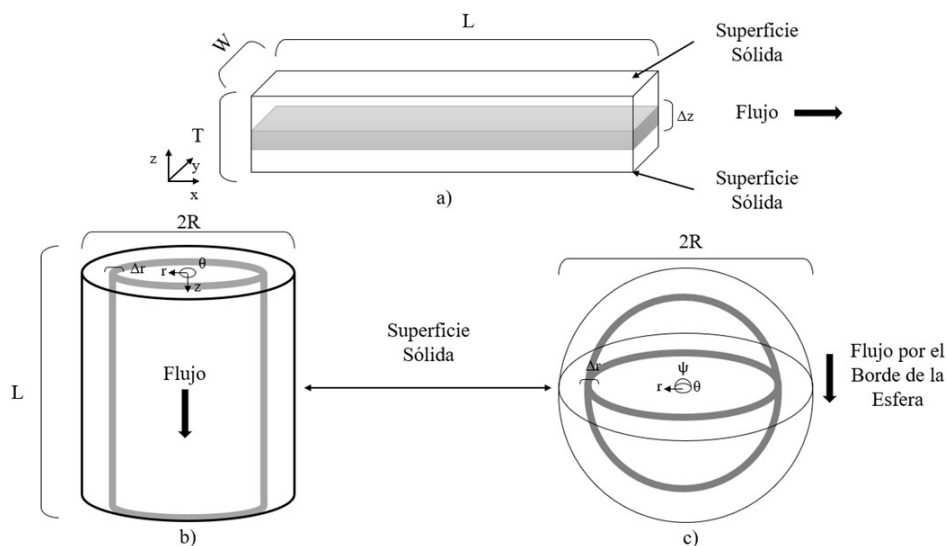 L
Superficie
Sólida
W
Flujo
Δz
T
z
y
x
Superficie
Sólida
a)
2R
Δr
r
θ
z
L
Flujo
b)
Superficie
Sólida
2R
Δr
ψ
r
θ
Flujo por el
Borde de la
Esfera
c)